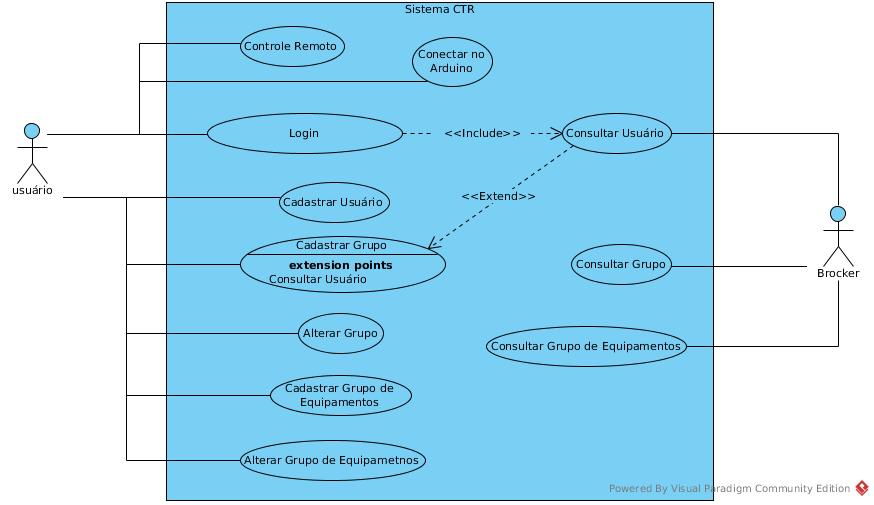 Sistema CTR
Controle Remoto
Conectar no
Arduino
Login
<<Include>>
Consultar Usuário
usuário
Cadastrar Usuário
<<Extend>>
Cadastrar Grupo
extension points
Consultar Usuário
Consultar Grupo
Brocker
Alterar Grupo
Consultar Grupo de Equipamentos
Cadastrar Grupo de
Equipamentos
Alterar Grupo de Equipametnos
Powered By Visual Paradigm Community Edition